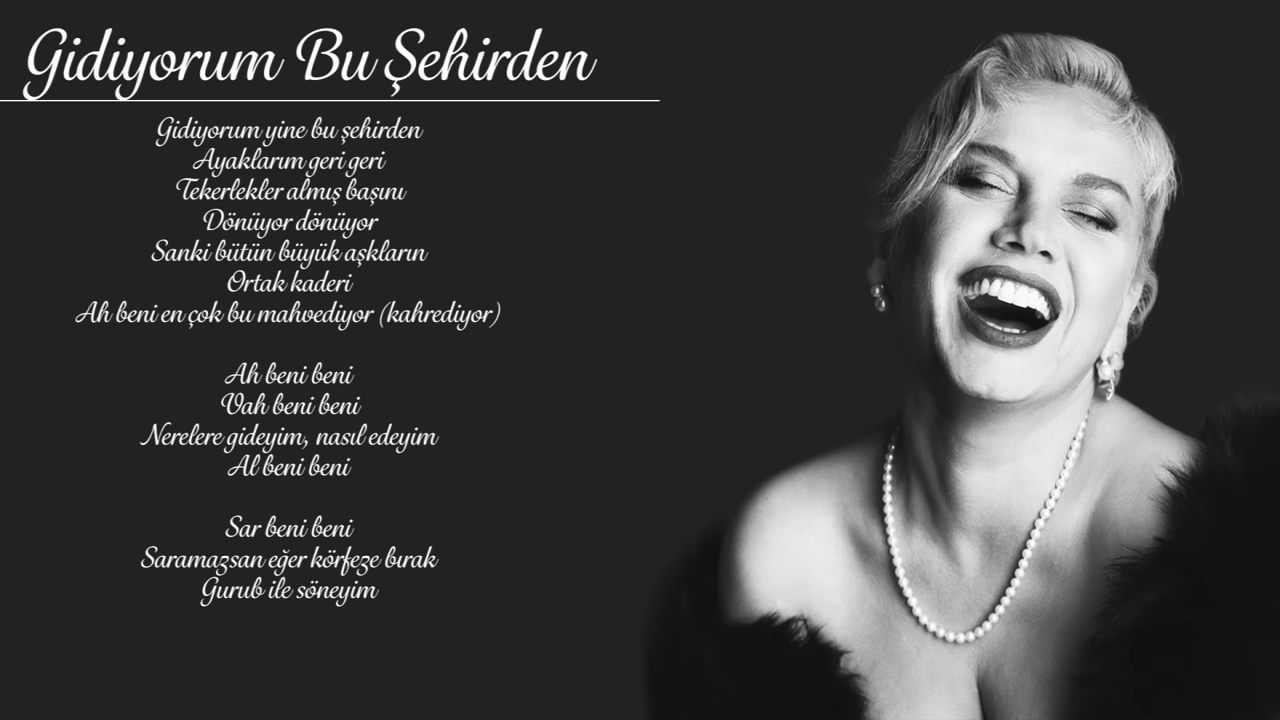 Gidiyorum Bu Şehirden
Gidiyorum yine bu şehirden
Ayaklarım geri geri
Tekerlekler almış başını
Dönüyor dönüyor
Sanki bütün büyük aşkların
Ortak kaderi
Ah beni en çok bu mahvediyor (kahrediyor)
Ah beni beni
Vah beni beni
Nerelere gideyim, nasıl edeyim
Al beni beni
Sar beni beni
Saramazsan eğer körfeze bırak
Gurub ile söneyim